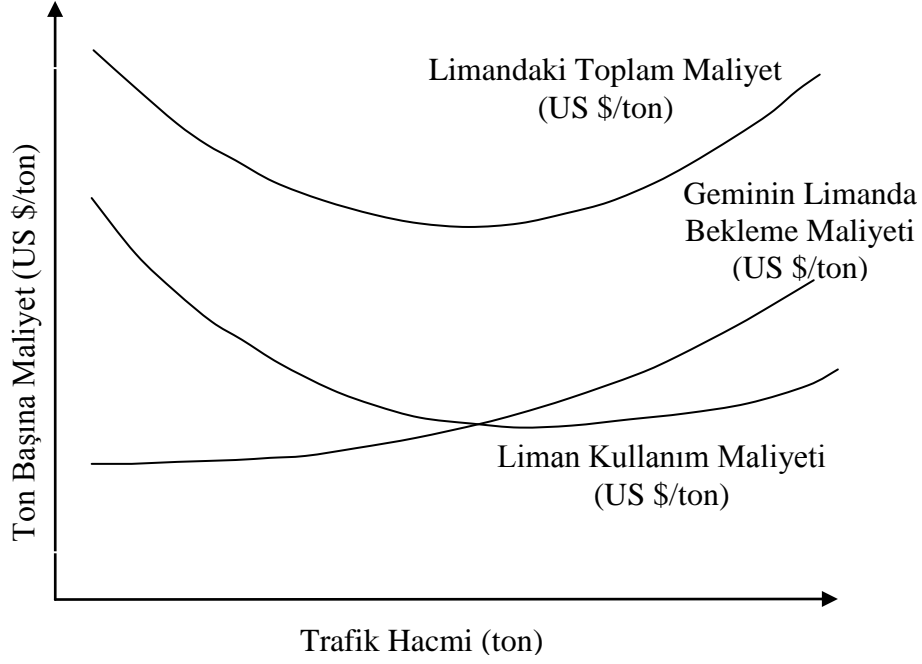 Limandaki Toplam Maliyet
(US $/ton)
Geminin Limanda
Bekleme Maliyeti
(US $/ton)
Liman Kullanım Maliyeti
(US $/ton)
Ton Başına Maliyet (US $/ton)
Trafik Hacmi (ton)